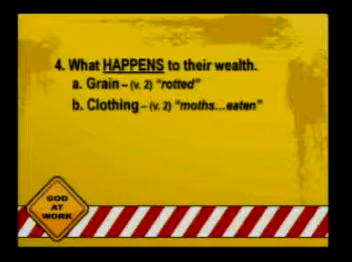 4. What HAPPENS to their wealth.
a. Grain – (v. 2) "rotted"
b. Clothing – (v. 2) "moths...eaten"
GOD
AT
WORK